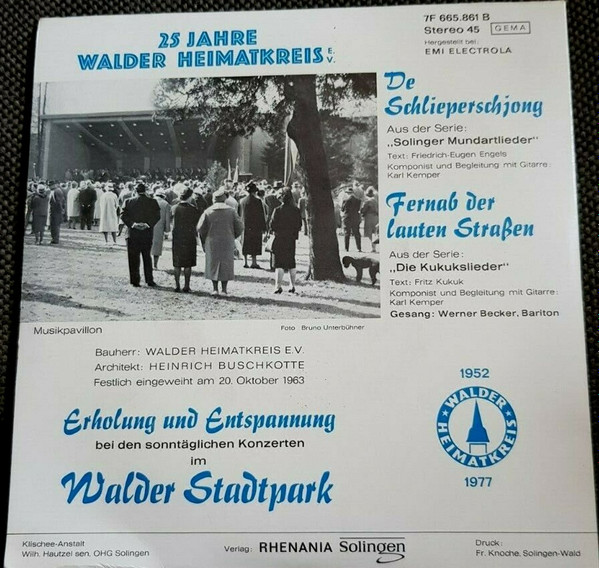 25 JAHRE
WALDER HEIMATKREIS E.V.
7F 665.861 B
Stereo 45 GEMA
Hergestellt bei:
EMI ELECTROLA
De
Schlieperschjong
Aus der Serie:
„Solinger Mundartlieder"
Text: Friedrich-Eugen Engels
Komponist und Begleitung mit Gitarre:
Karl Kemper
Fernab der
lauten Straßen
Aus der Serie:
„Die Kukukslieder"
Text: Fritz Kukuk
Komponist und Begleitung mit Gitarre:
Karl Kemper
Gesang: Werner Becker, Bariton
Musikpavillon
Foto Bruno Unterbühner
Bauherr: WALDER HEIMATKREIS E.V.
Architekt: HEINRICH BUSCHKOTTE
Festlich eingeweiht am 20. Oktober 1963
Erholung und Entspannung
bei den sonntäglichen Konzerten
im
Walder Stadtpark
1952
WALDER
HEIMATKREIS
1977
Klischee-Anstalt
Wilh. Hautzel sen. OHG Solingen
Verlag: RHENANIA Solingen
Druck:
Fr. Knoche, Solingen-Wald